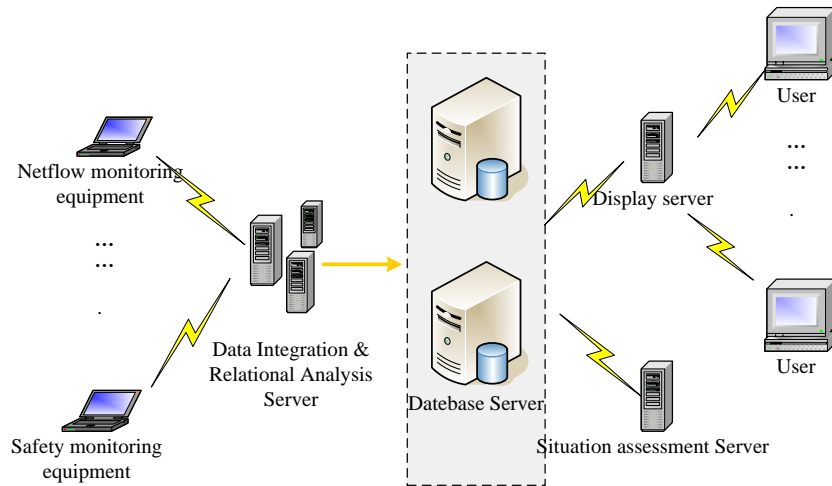 Netflow monitoring
equipment
...
...
.
Safety monitoring
equipment
Data Integration &
Relational Analysis
Server
Datebase Server
Display server
Situation assessment Server
User
...
...
.
User